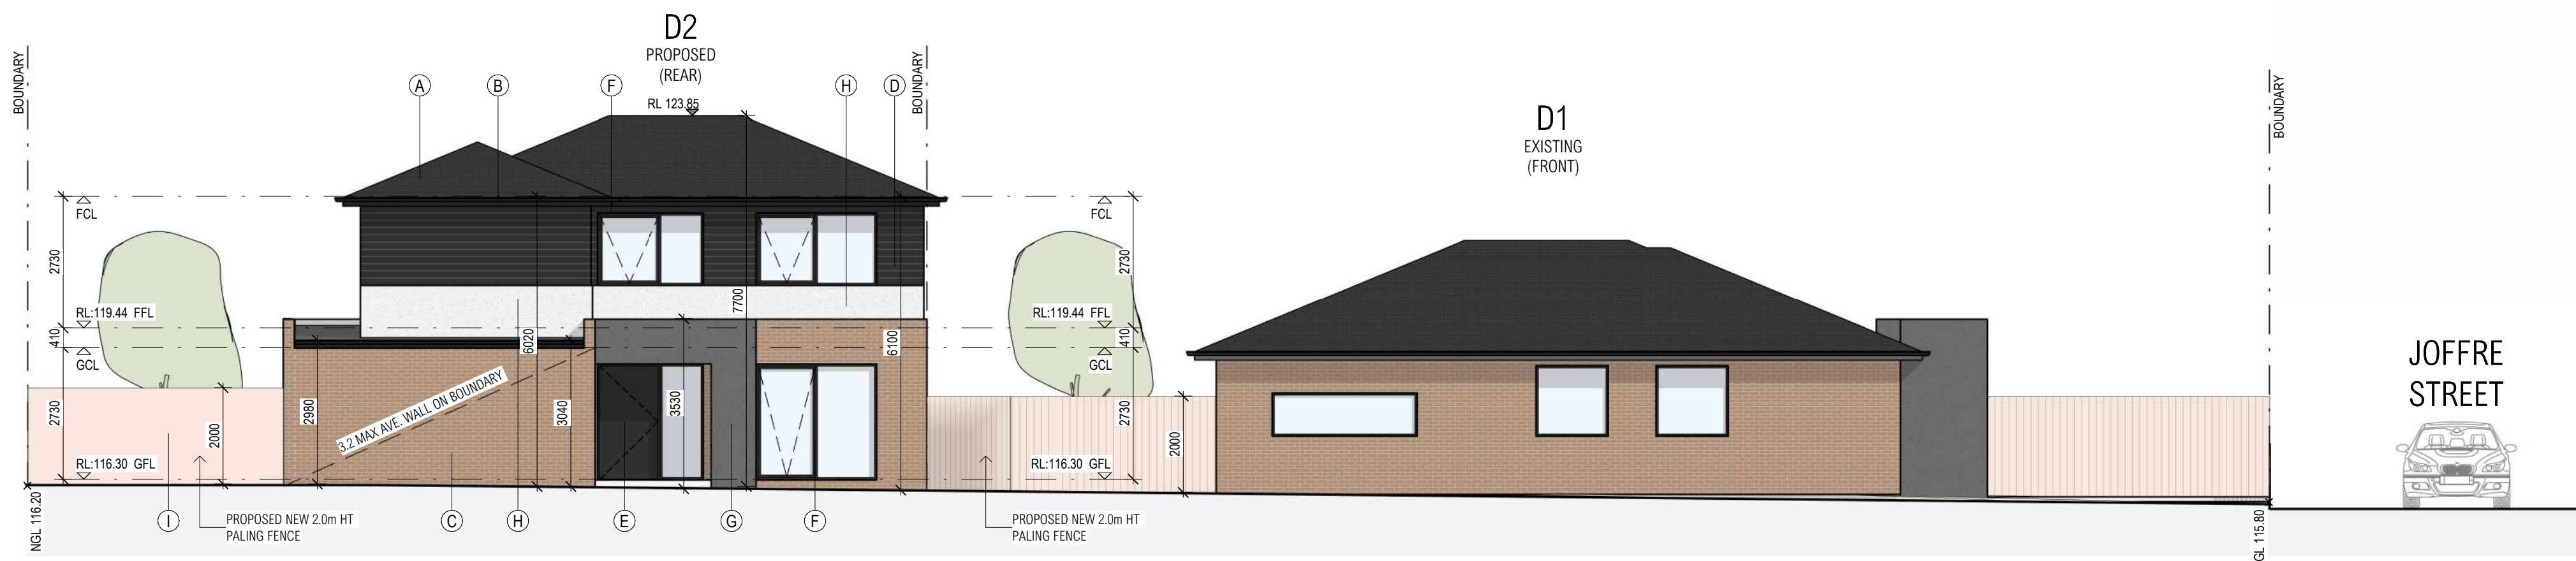 D2
PROPOSED
(REAR)
RL 123.85
BOUNDARY
A
B
F
H
D
BOUNDARY
D1
EXISTING
(FRONT)
BOUNDARY
FCL
FCL
2730
2730
7700
RL:119.44 FFL
RL:119.44 FFL
410
6020
6100
410
GCL
GCL
JOFFRE
STREET
3.2 MAX AVE. WALL ON BOUNDARY
2730
2000
2980
3040
3530
2730
2000
RL:116.30 GFL
RL:116.30 GFL
NGL 116.20
I
PROPOSED NEW 2.0m HT
PALING FENCE
C
H
E
G
F
PROPOSED NEW 2.0m HT
PALING FENCE
GL 115.80